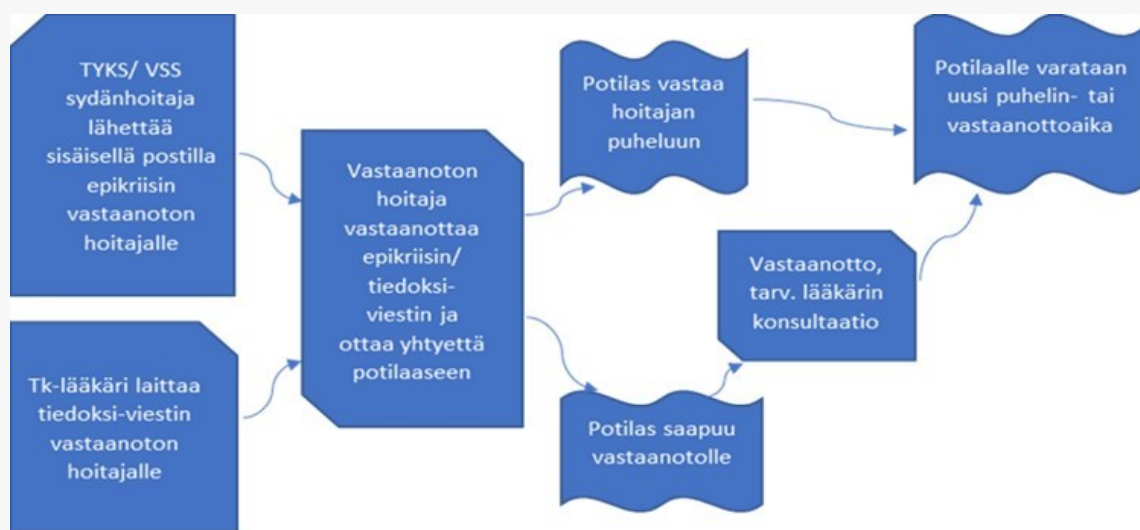 TYKS/ VSS
sydänhoitaja
lähettää
sisäisellä postilla
epikriisin
vastaanoton
hoitajalle
Tk-lääkäri laittaa
tiedoksi-viestin
vastaanoton
hoitajalle
Vastaanoton
hoitaja
vastaanottaa
epikriisin/
tiedoksi-
viestin ja
ottaa yhtyettä
potilaaseen
Potilas vastaa
hoitajan
puheluun
Potilas saapuu
vastaanotolle
Vastaanotto,
tarv. lääkärin
konsultaatio
Potilaalle varataan
uusi puhelin- tai
vastaanottoaika